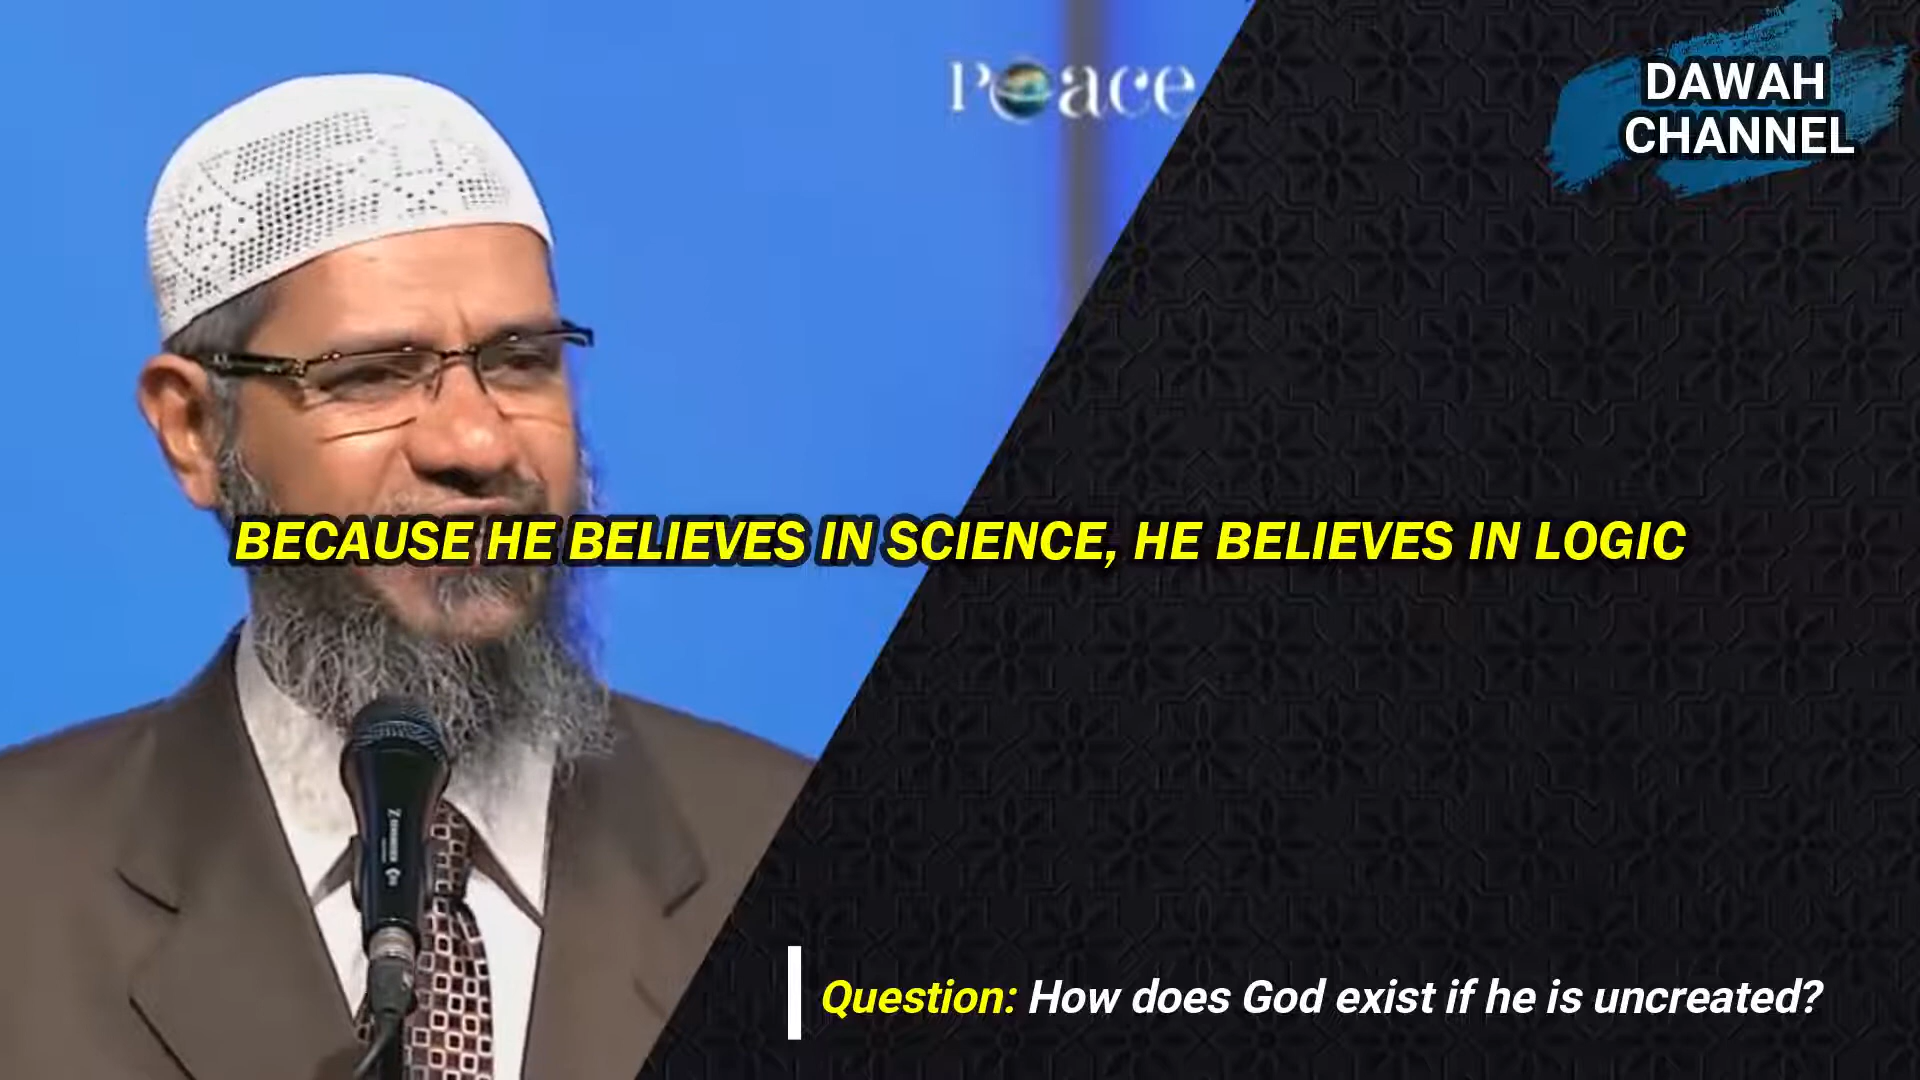 Peace
DAWAH
CHANNEL
BECAUSE HE BELIEVES IN SCIENCE, HE BELIEVES IN LOGIC
Question: How does God exist if he is uncreated?